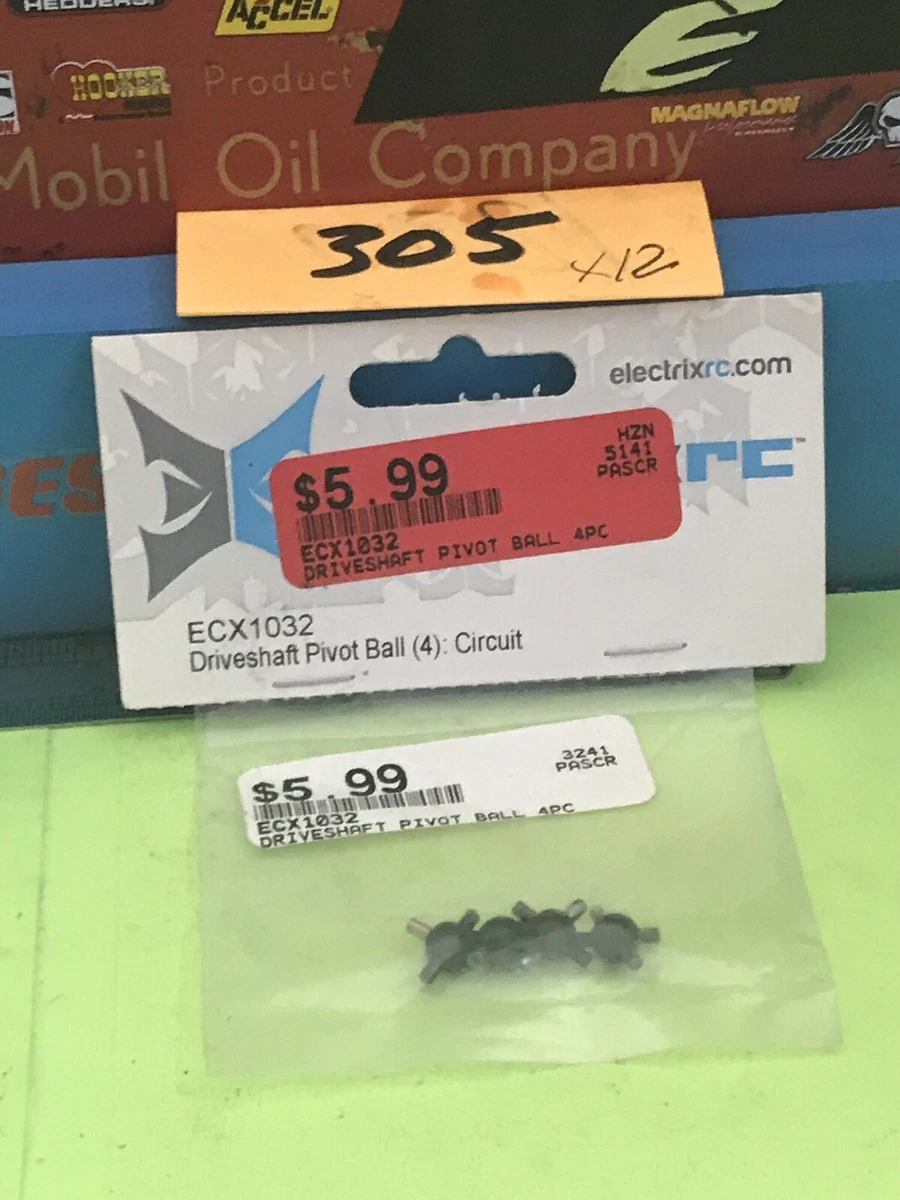 ACCEL
HOOKER
Product
MAGNAFLOW
Mobil Oil Company
305 x12
electrixrc.com
rc™
$5.99
HZN
5141
PASCR
ECX1032
DRIVESHAFT PIVOT BALL 4PC
ECX1032
Driveshaft Pivot Ball (4): Circuit
$5.99
3241
PASCR
ECX1032
DRIVESHAFT PIVOT BALL 4PC